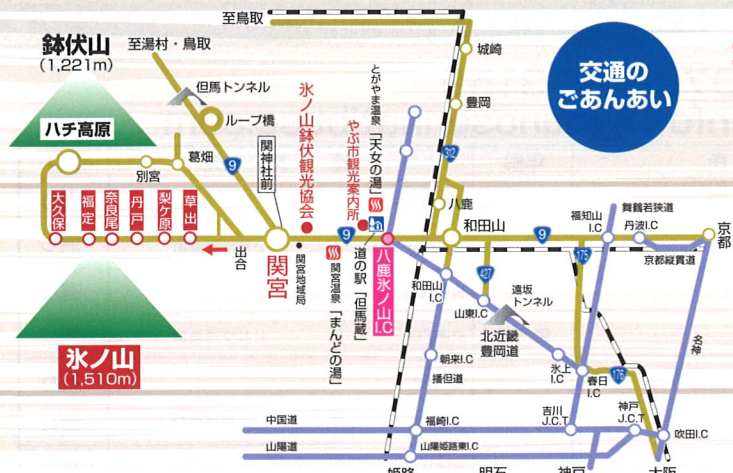 至鳥取
鉢伏山
(1,221m)
至湯村・鳥取
城崎
交通の
ごあんあい
但馬トンネル
ループ橋
ハチ高原
豊岡
とがやま温泉「天女の湯」
やぶ市観光案内所
氷ノ山鉢伏観光協会
関神社前
9
312
葛畑
別宮
大久保
福定
奈良尾
丹戸
梨ケ原
草出
出合
関宮
関宮地域局
関宮温泉「まんどの湯」
9
道の駅「但馬蔵」
八鹿氷ノ山I.C
八鹿
和田山
9
福知山
I.C
舞鶴若狭道
丹波I.C
京都
京都縦貫道
175
427
和田山
I.C
山東I.C
遠坂
トンネル
北近畿
豊岡道
氷ノ山
(1,510m)
朝来I.C
播但道
氷上
I.C
春日
I.C
176
名神
中国道
福崎I.C
吉川
J.C.T
神戸
J.C.T
吹田I.C
山陽道
山陽姫路東I.C
姫路
明石
神戸
大阪